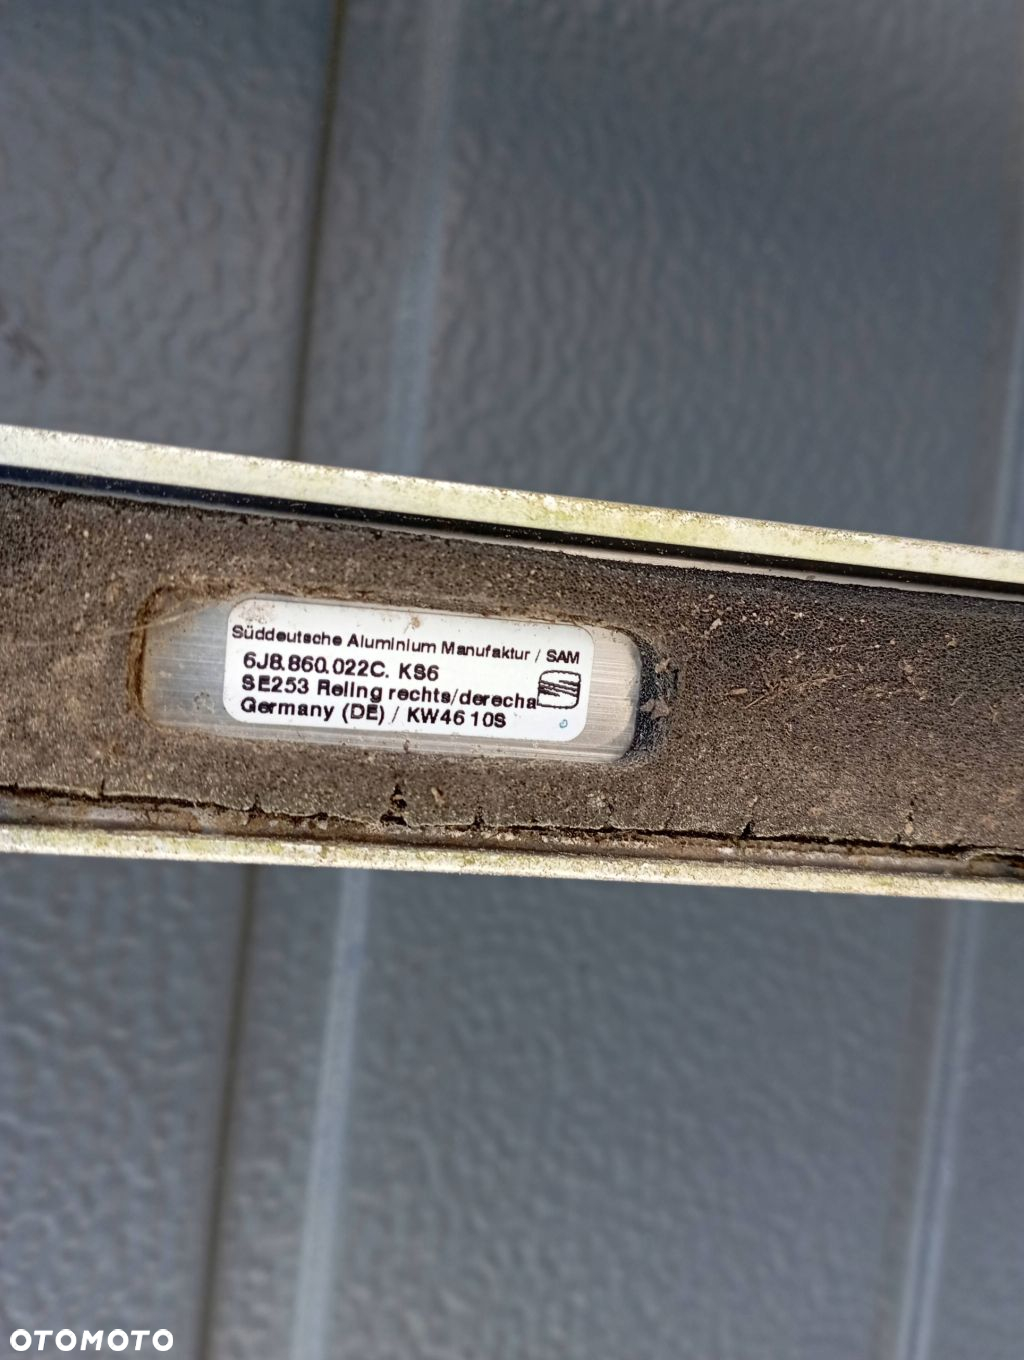 Süddeutsche Aluminium Manufaktur / SAM
6J8.860.022C. KS6
SE253 Reling rechts/derecha
Germany (DE) / KW46 10S
OTOMOTO